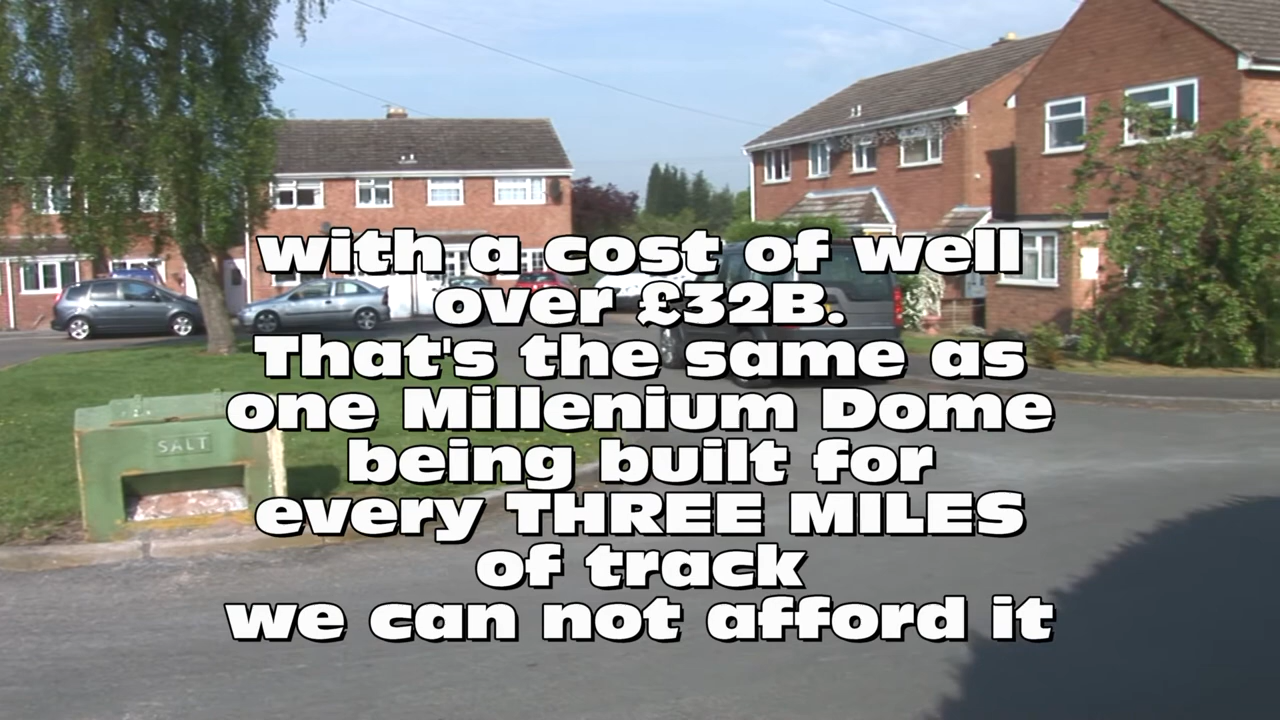 with a cost of well
over £32B.
That's the same as
one Millenium Dome
being built for
every THREE MILES
of track
we can not afford it
SALT